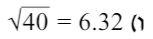 √40 = 6.32 (ו